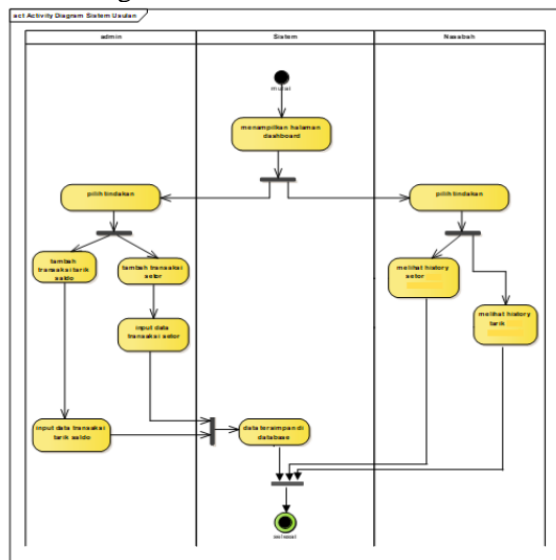 act Activity Diagram Sistem Usulan
admin
Sistem
Nasabah
mulai
menampilkan halaman
dashboard
pilih tindakan
pilih tindakan
tambah
transaksi tarik
saldo
tambah transaksi
setor
melihat history
setor
melihat history
tarik
input data
transaksi setor
input data transaksi
tarik saldo
data tersimpan di
database
selesai